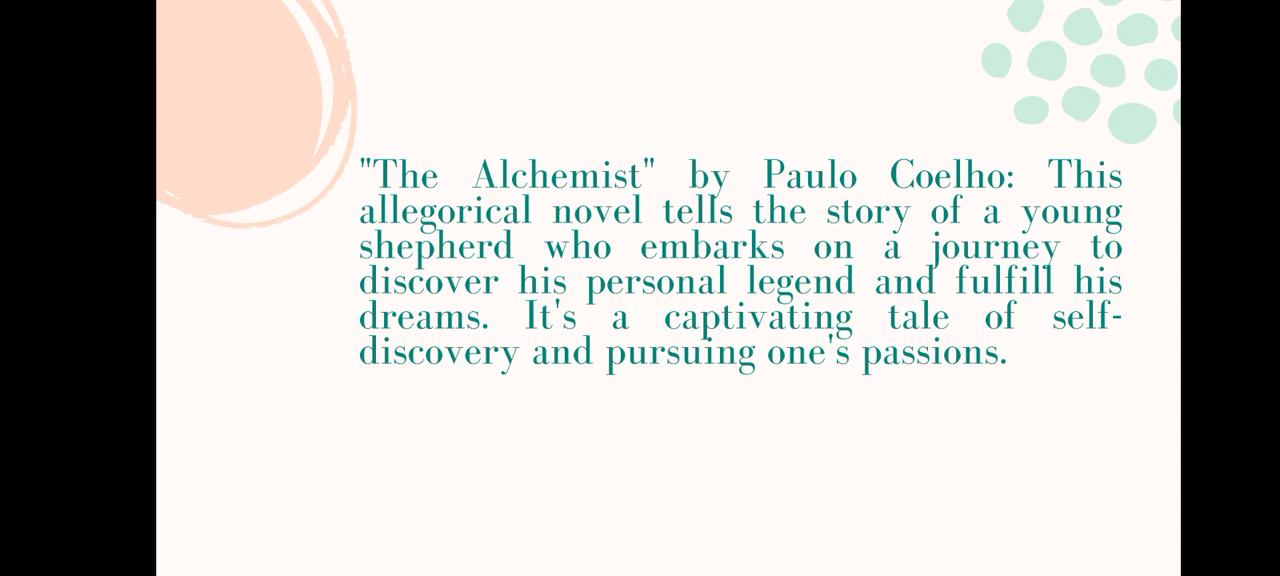 "The Alchemist" by Paulo Coelho: This
allegorical novel tells the story of a young
shepherd who embarks on a journey to
discover his personal legend and fulfill his
dreams. It's a captivating tale of self-
discovery and pursuing one's passions.